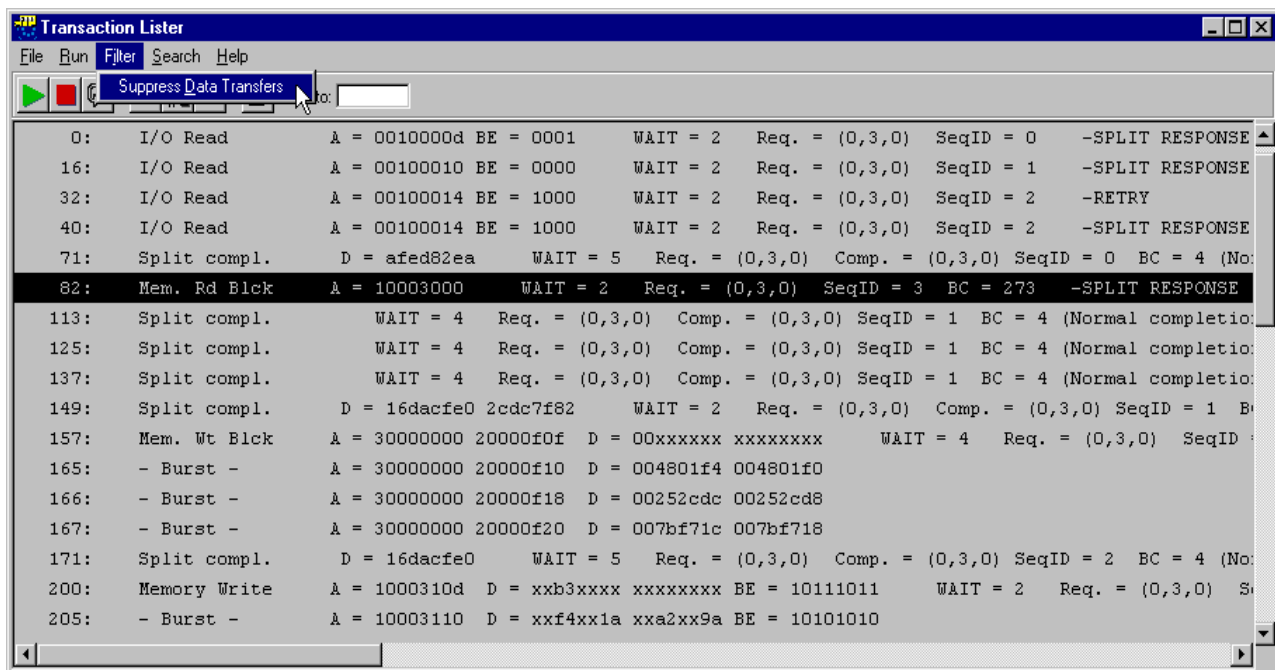 Transaction Lister
File Run Filter Search Help
Suppress Data Transfers
to:
0: I/O Read A = 0010000d BE = 0001 WAIT = 2 Req. = (0,3,0) SeqID = 0 -SPLIT RESPONSE
16: I/O Read A = 00100010 BE = 0000 WAIT = 2 Req. = (0,3,0) SeqID = 1 -SPLIT RESPONSE
32: I/O Read A = 00100014 BE = 1000 WAIT = 2 Req. = (0,3,0) SeqID = 2 -RETRY
40: I/O Read A = 00100014 BE = 1000 WAIT = 2 Req. = (0,3,0) SeqID = 2 -SPLIT RESPONSE
71: Split compl. D = afed82ea WAIT = 5 Req. = (0,3,0) Comp. = (0,3,0) SeqID = 0 BC = 4 (No
82: Mem. Rd Blck A = 10003000 WAIT = 2 Req. = (0,3,0) SeqID = 3 BC = 273 -SPLIT RESPONSE
113: Split compl. WAIT = 4 Req. = (0,3,0) Comp. = (0,3,0) SeqID = 1 BC = 4 (Normal completio
125: Split compl. WAIT = 4 Req. = (0,3,0) Comp. = (0,3,0) SeqID = 1 BC = 4 (Normal completio
137: Split compl. WAIT = 4 Req. = (0,3,0) Comp. = (0,3,0) SeqID = 1 BC = 4 (Normal completio
149: Split compl. D = 16dacfe0 2cdc7f82 WAIT = 2 Req. = (0,3,0) Comp. = (0,3,0) SeqID = 1 B
157: Mem. Wt Blck A = 30000000 20000f0f D = 00xxxxxx xxxxxxxx WAIT = 4 Req. = (0,3,0) SeqID
165: - Burst - A = 30000000 20000f10 D = 004801f4 004801f0
166: - Burst - A = 30000000 20000f18 D = 00252cdc 00252cd8
167: - Burst - A = 30000000 20000f20 D = 007bf71c 007bf718
171: Split compl. D = 16dacfe0 WAIT = 5 Req. = (0,3,0) Comp. = (0,3,0) SeqID = 2 BC = 4 (No
200: Memory Write A = 1000310d D = xxb3xxxx xxxxxxxx BE = 10111011 WAIT = 2 Req. = (0,3,0) S
205: - Burst - A = 10003110 D = xxf4xx1a xxa2xx9a BE = 10101010